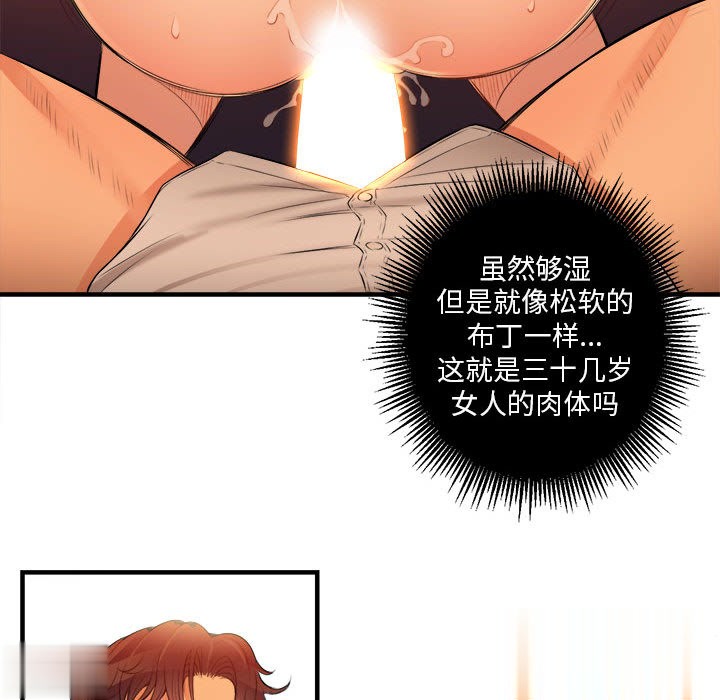 虽然够湿
但是就像松软的
布丁一样...
这就是三十几岁
女人的肉体吗